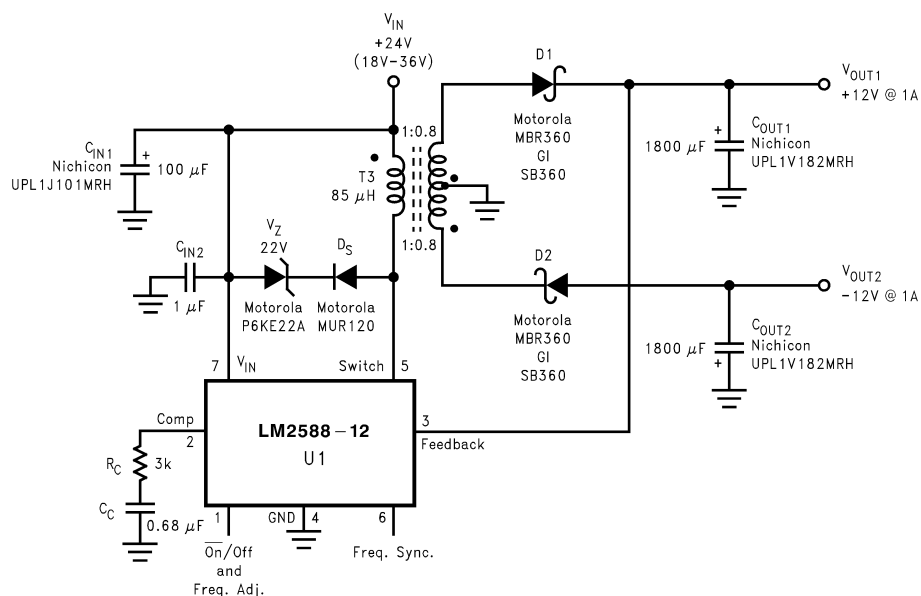 V_IN
+24V
(18V-36V)
C_IN1
Nichicon
UPL1J101MRH
+
100 μF
1:0.8
T3
85 μH
1:0.8
D1
Motorola
MBR360
GI
SB360
V_OUT1
+12V @ 1A
+
1800 μF
C_OUT1
Nichicon
UPL1V182MRH
C_IN2
1 μF
V_Z
22V
Motorola
P6KE22A
D_S
Motorola
MUR120
D2
Motorola
MBR360
GI
SB360
V_OUT2
-12V @ 1A
1800 μF
+
C_OUT2
Nichicon
UPL1V182MRH
7
V_IN
Switch
5
Comp
2
LM2588-12
U1
3
Feedback
R_C
3k
C_C
0.68 μF
1
GND
4
6
On/Off
and
Freq. Adj.
Freq. Sync.